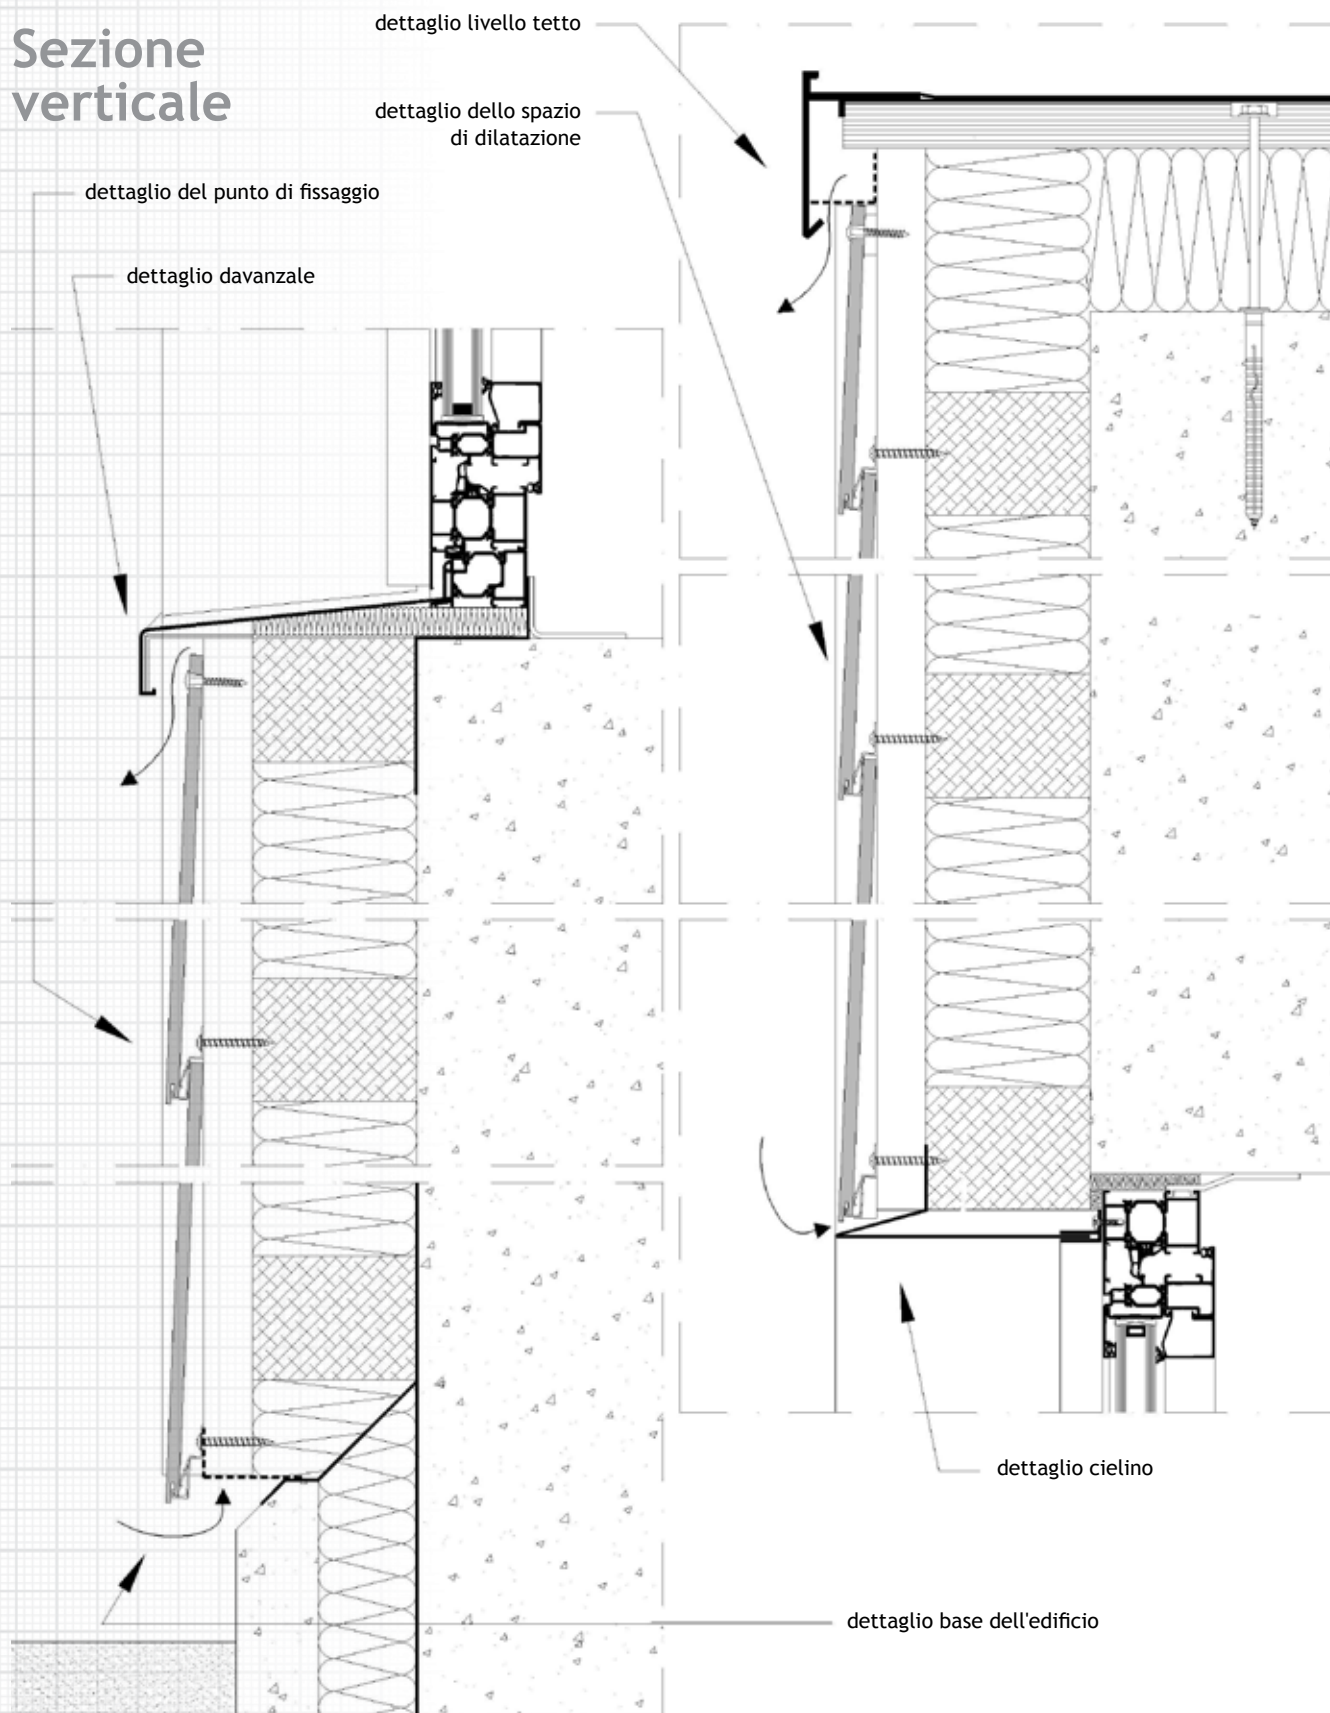 Sezione
verticale
dettaglio livello tetto
dettaglio dello spazio
di dilatazione
dettaglio del punto di fissaggio
dettaglio davanzale
dettaglio cielino
dettaglio base dell'edificio